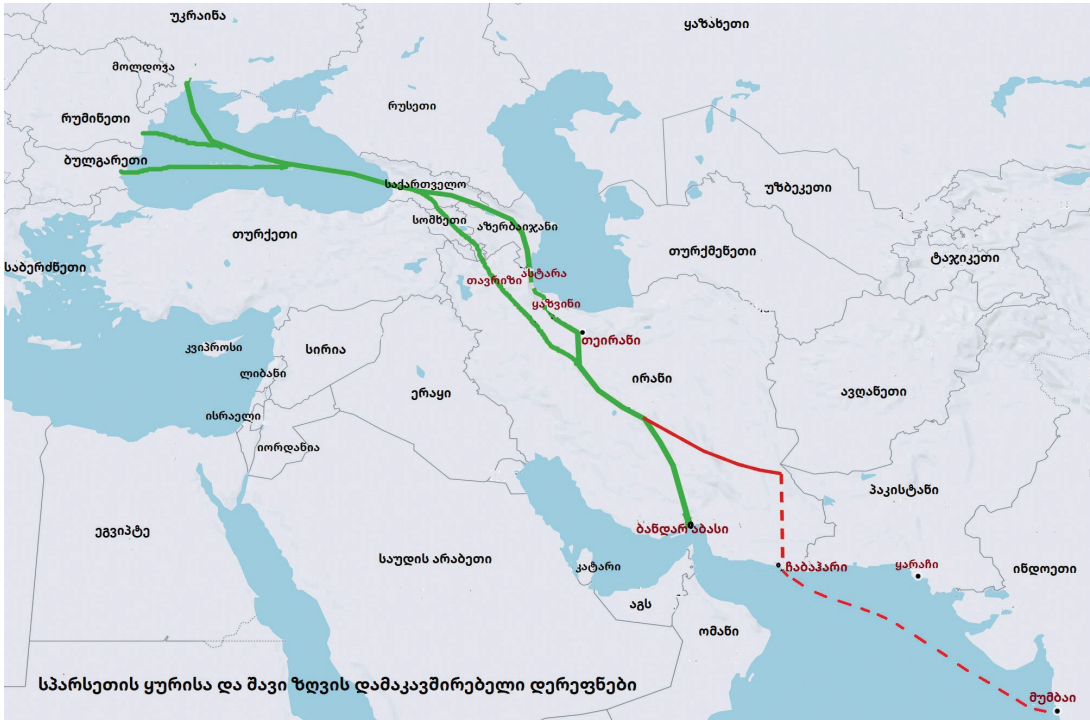 უკრაინა
ყაზახეთი
მოლდოვა
რუსეთი
რუმინეთი
ბულგარეთი
საქართველო
უზბეკეთი
სომხეთი
აზერბაიჯანი
თურქეთი
თურქმენეთი
ტაჯიკეთი
საბერძნეთი
თავრიზი
ასტარა
ყაზვინი
თეირანი
კვიპროსი
სირია
ლიბანი
ირანი
ერაყი
ავღანეთი
ისრაელი
იორდანია
პაკისტანი
ეგვიპტე
ბანდარ აბასი
საუდის არაბეთი
კატარი
ჩაბაჰარი
ყარაჩი
ინდოეთი
აგს
ომანი
სპარსეთის ყურისა და შავი ზღვის დამაკავშირებელი დერეფნები
მუმბაი